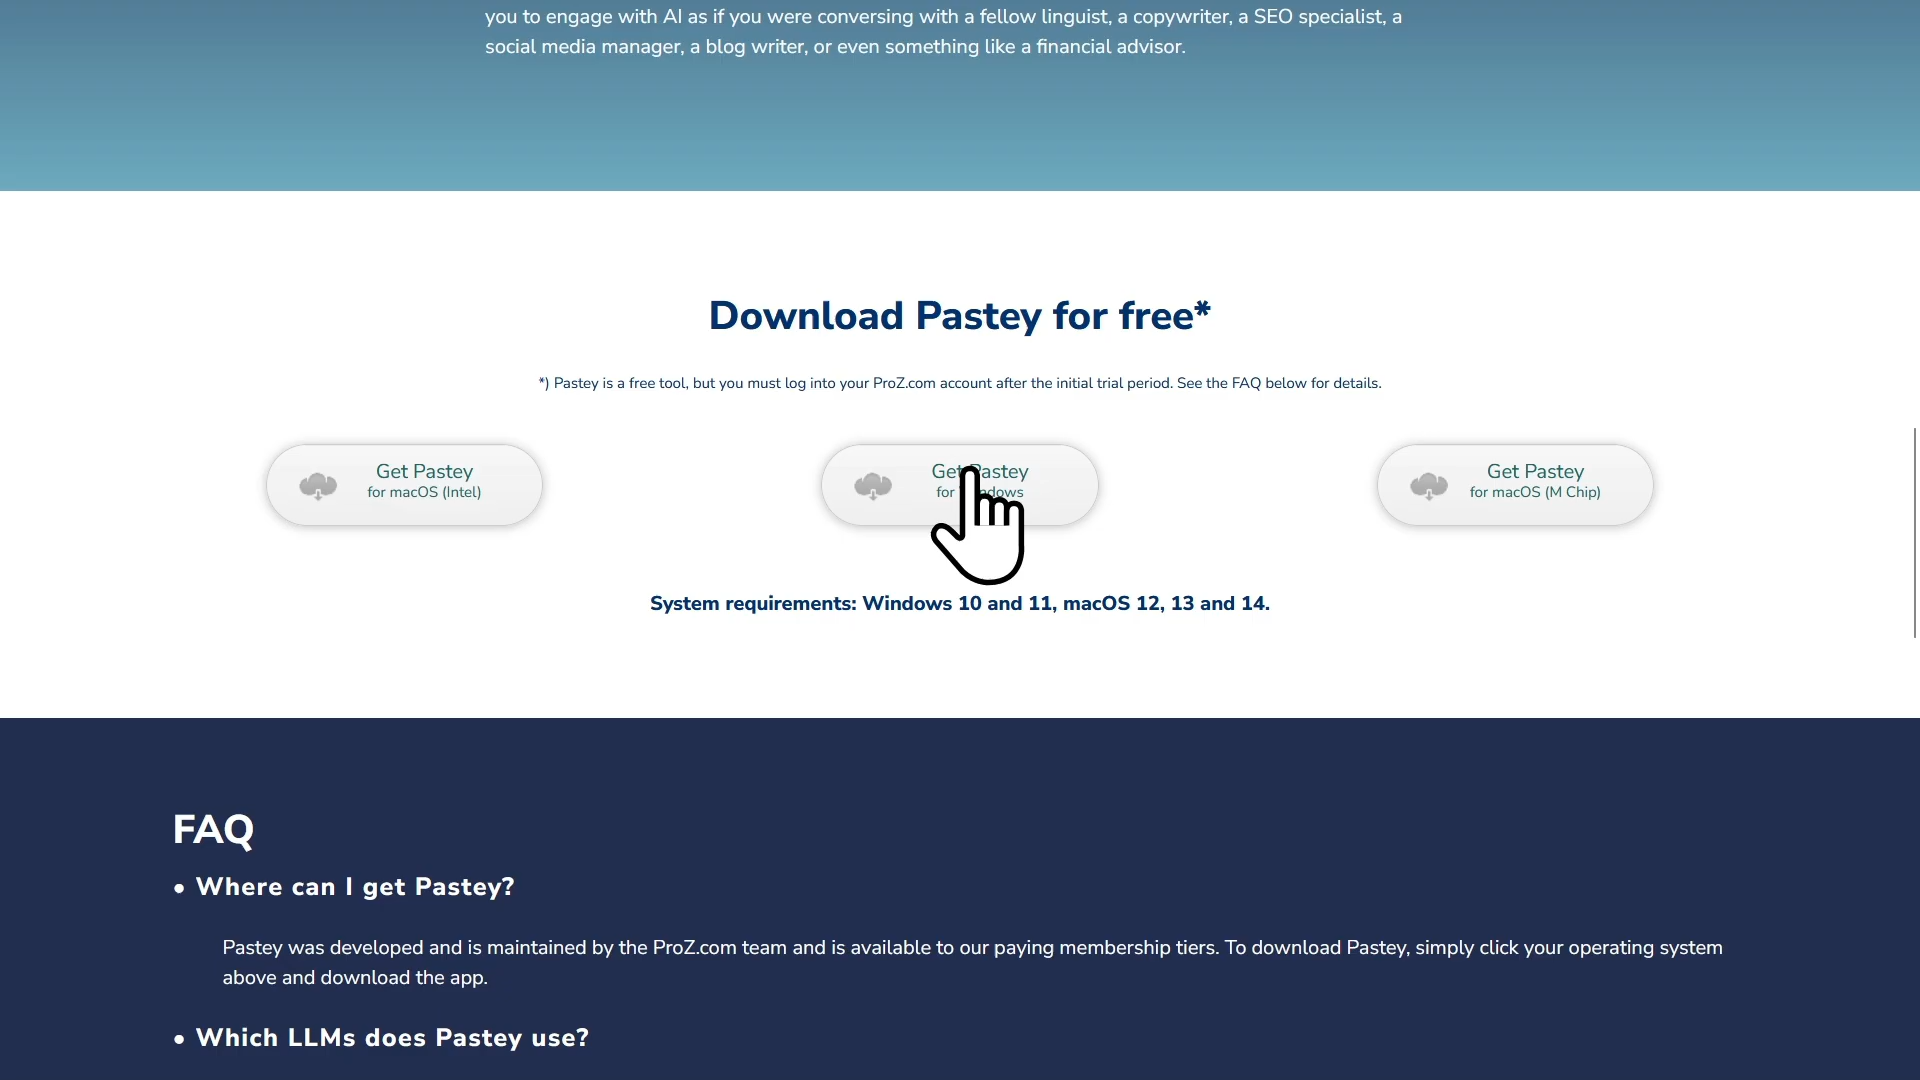 you to engage with AI as if you were conversing with a fellow linguist, a copywriter, a SEO specialist, a
social media manager, a blog writer, or even something like a financial advisor.
Download Pastey for free*
*) Pastey is a free tool, but you must log into your ProZ.com account after the initial trial period. See the FAQ below for details.
Get Pastey
for macOS (Intel)
Get Pastey
for Windows
Get Pastey
for macOS (M Chip)
System requirements: Windows 10 and 11, macOS 12, 13 and 14.
FAQ
• Where can I get Pastey?
Pastey was developed and is maintained by the ProZ.com team and is available to our paying membership tiers. To download Pastey, simply click your operating system
above and download the app.
• Which LLMs does Pastey use?